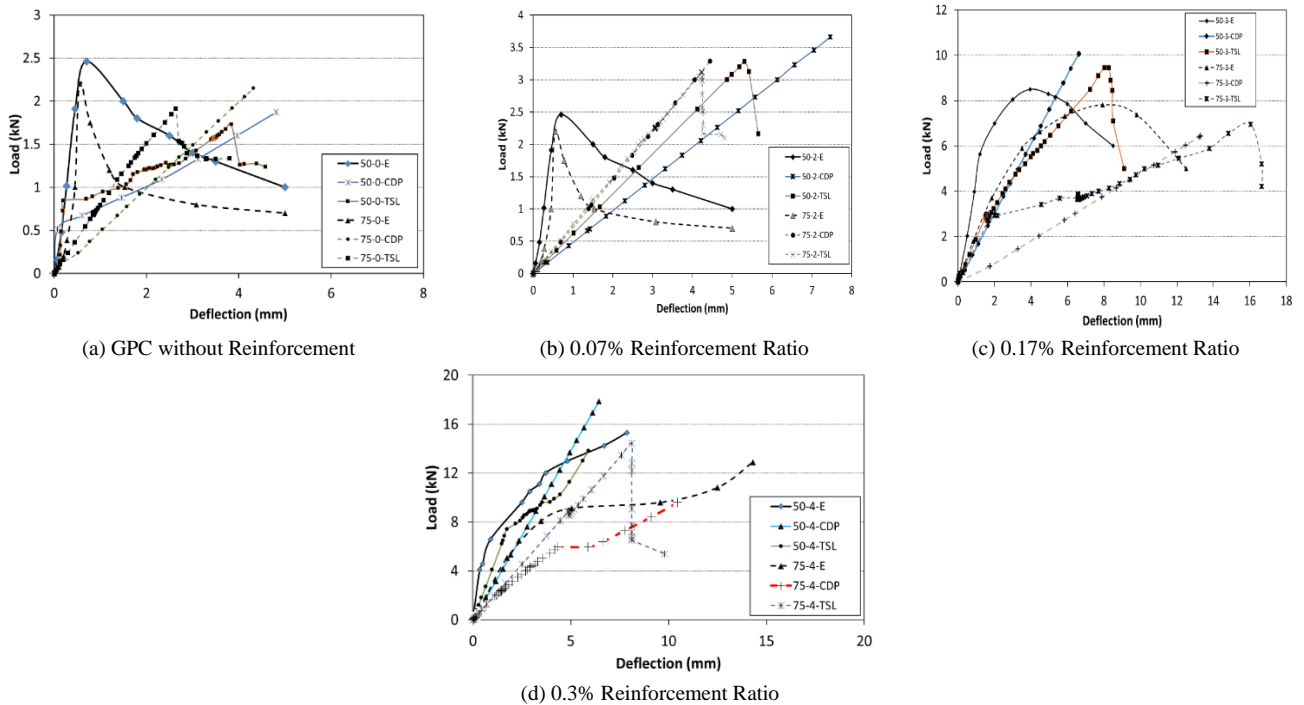 3
2.5
2
1.5
1
0.5
0
Load (kN)
50-0-E
50-0-CDP
50-0-TSL
75-0-E
75-0-CDP
75-0-TSL
0 2 4 6 8
Deflection (mm)
(a) GPC without Reinforcement
4
3.5
3
2.5
2
1.5
1
0.5
0
Load (kN)
50-2-E
50-2-CDP
50-2-TSL
75-2-E
75-2-CDP
75-2-TSL
0 1 2 3 4 5 6 7 8
Deflection (mm)
(b) 0.07% Reinforcement Ratio
12
10
8
6
4
2
0
Load (kN)
50-3-E
50-3-CDP
50-3-TSL
75-3-E
75-3-CDP
75-3-TSL
0 2 4 6 8 10 12 14 16 18
Deflection (mm)
(c) 0.17% Reinforcement Ratio
20
16
12
8
4
0
Load (kN)
50-4-E
50-4-CDP
50-4-TSL
75-4-E
75-4-CDP
75-4-TSL
0 5 10 15 20
Deflection (mm)
(d) 0.3% Reinforcement Ratio